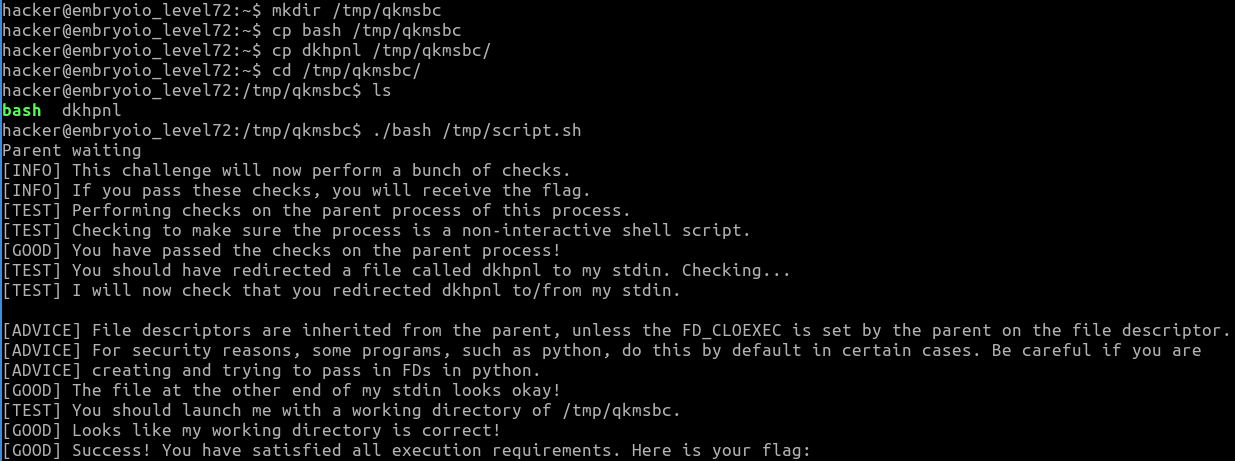 hacker@embryoio_level72:~$ mkdir /tmp/qkmsbc
hacker@embryoio_level72:~$ cp bash /tmp/qkmsbc
hacker@embryoio_level72:~$ cp dkhpnl /tmp/qkmsbc/
hacker@embryoio_level72:~$ cd /tmp/qkmsbc/
hacker@embryoio_level72:/tmp/qkmsbc$ ls
bash  dkhpnl
hacker@embryoio_level72:/tmp/qkmsbc$ ./bash /tmp/script.sh
Parent waiting
[INFO] This challenge will now perform a bunch of checks.
[INFO] If you pass these checks, you will receive the flag.
[TEST] Performing checks on the parent process of this process.
[TEST] Checking to make sure the process is a non-interactive shell script.
[GOOD] You have passed the checks on the parent process!
[TEST] You should have redirected a file called dkhpnl to my stdin. Checking...
[TEST] I will now check that you redirected dkhpnl to/from my stdin.
[ADVICE] File descriptors are inherited from the parent, unless the FD_CLOEXEC is set by the parent on the file descriptor.
[ADVICE] For security reasons, some programs, such as python, do this by default in certain cases. Be careful if you are
[ADVICE] creating and trying to pass in FDs in python.
[GOOD] The file at the other end of my stdin looks okay!
[TEST] You should launch me with a working directory of /tmp/qkmsbc.
[GOOD] Looks like my working directory is correct!
[GOOD] Success! You have satisfied all execution requirements. Here is your flag: